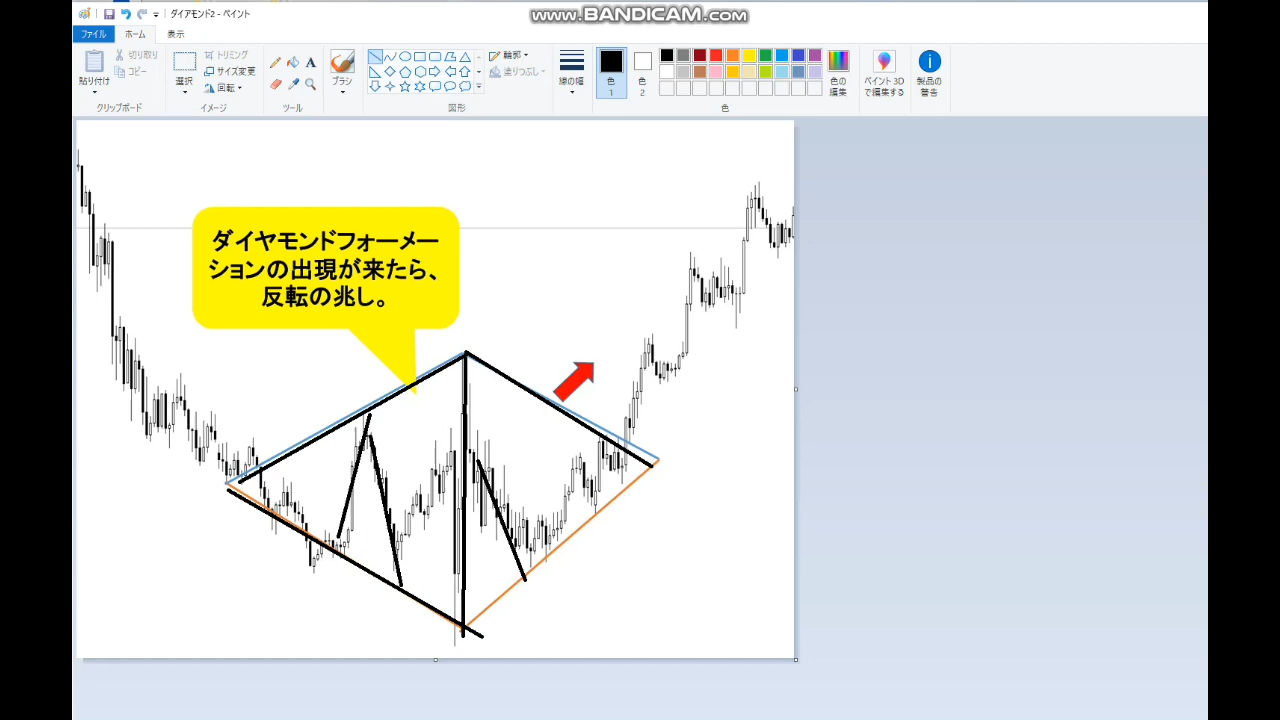 ダイアモンド2 - ペイント
www.BANDICAM.com
ファイル ホーム 表示
貼り付け
切り取り
コピー
クリップボード
選択
トリミング
サイズ変更
回転
イメージ
A
ツール
ブラシ
輪郭
塗りつぶし
図形
線の幅
色
1
色
2
色の
編集
色
ペイント 3D
で編集する
製品の
警告
ダイヤモンドフォーメー
ションの出現が来たら、
反転の兆し。